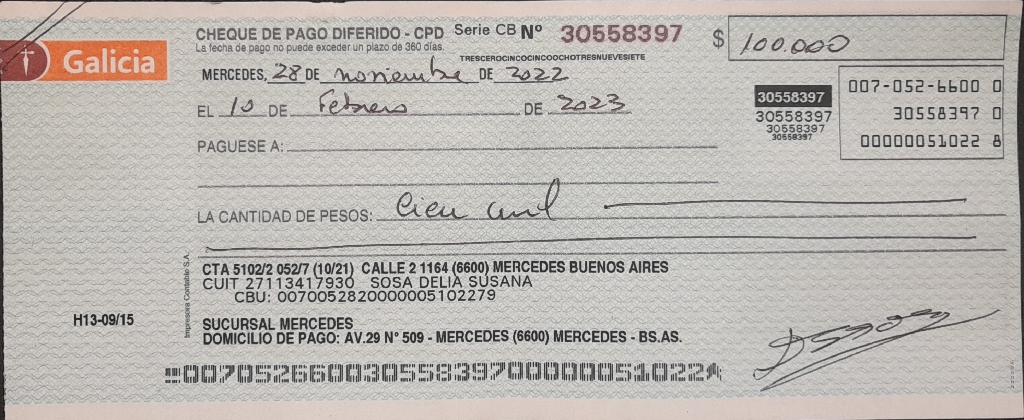 Galicia
CHEQUE DE PAGO DIFERIDO - CPD Serie CB Nº 30558397 $ 100.000
La fecha de pago no puede exceder un plazo de 360 días.
TRESCEROCINCOCINCOOCHOTRESNUEVESIETE
MERCEDES, 28 DE noviembre DE 2022
007-052-6600 0
EL 10 DE Febrero DE 2023
30558397
30558397 0
30558397
30558397
30558397
00000051022 8
PAGUESE A:
LA CANTIDAD DE PESOS: Cien mil
CTA 5102/2 052/7 (10/21) CALLE 2 1164 (6600) MERCEDES BUENOS AIRES
CUIT 27113417930 SOSA DELIA SUSANA
CBU: 0070052820000005102279
Impresora Contable S.A.
H13-09/15
SUCURSAL MERCEDES
DOMICILIO DE PAGO: AV.29 N° 509 - MERCEDES (6600) MERCEDES - BS.AS.
00705266003055839700000051022